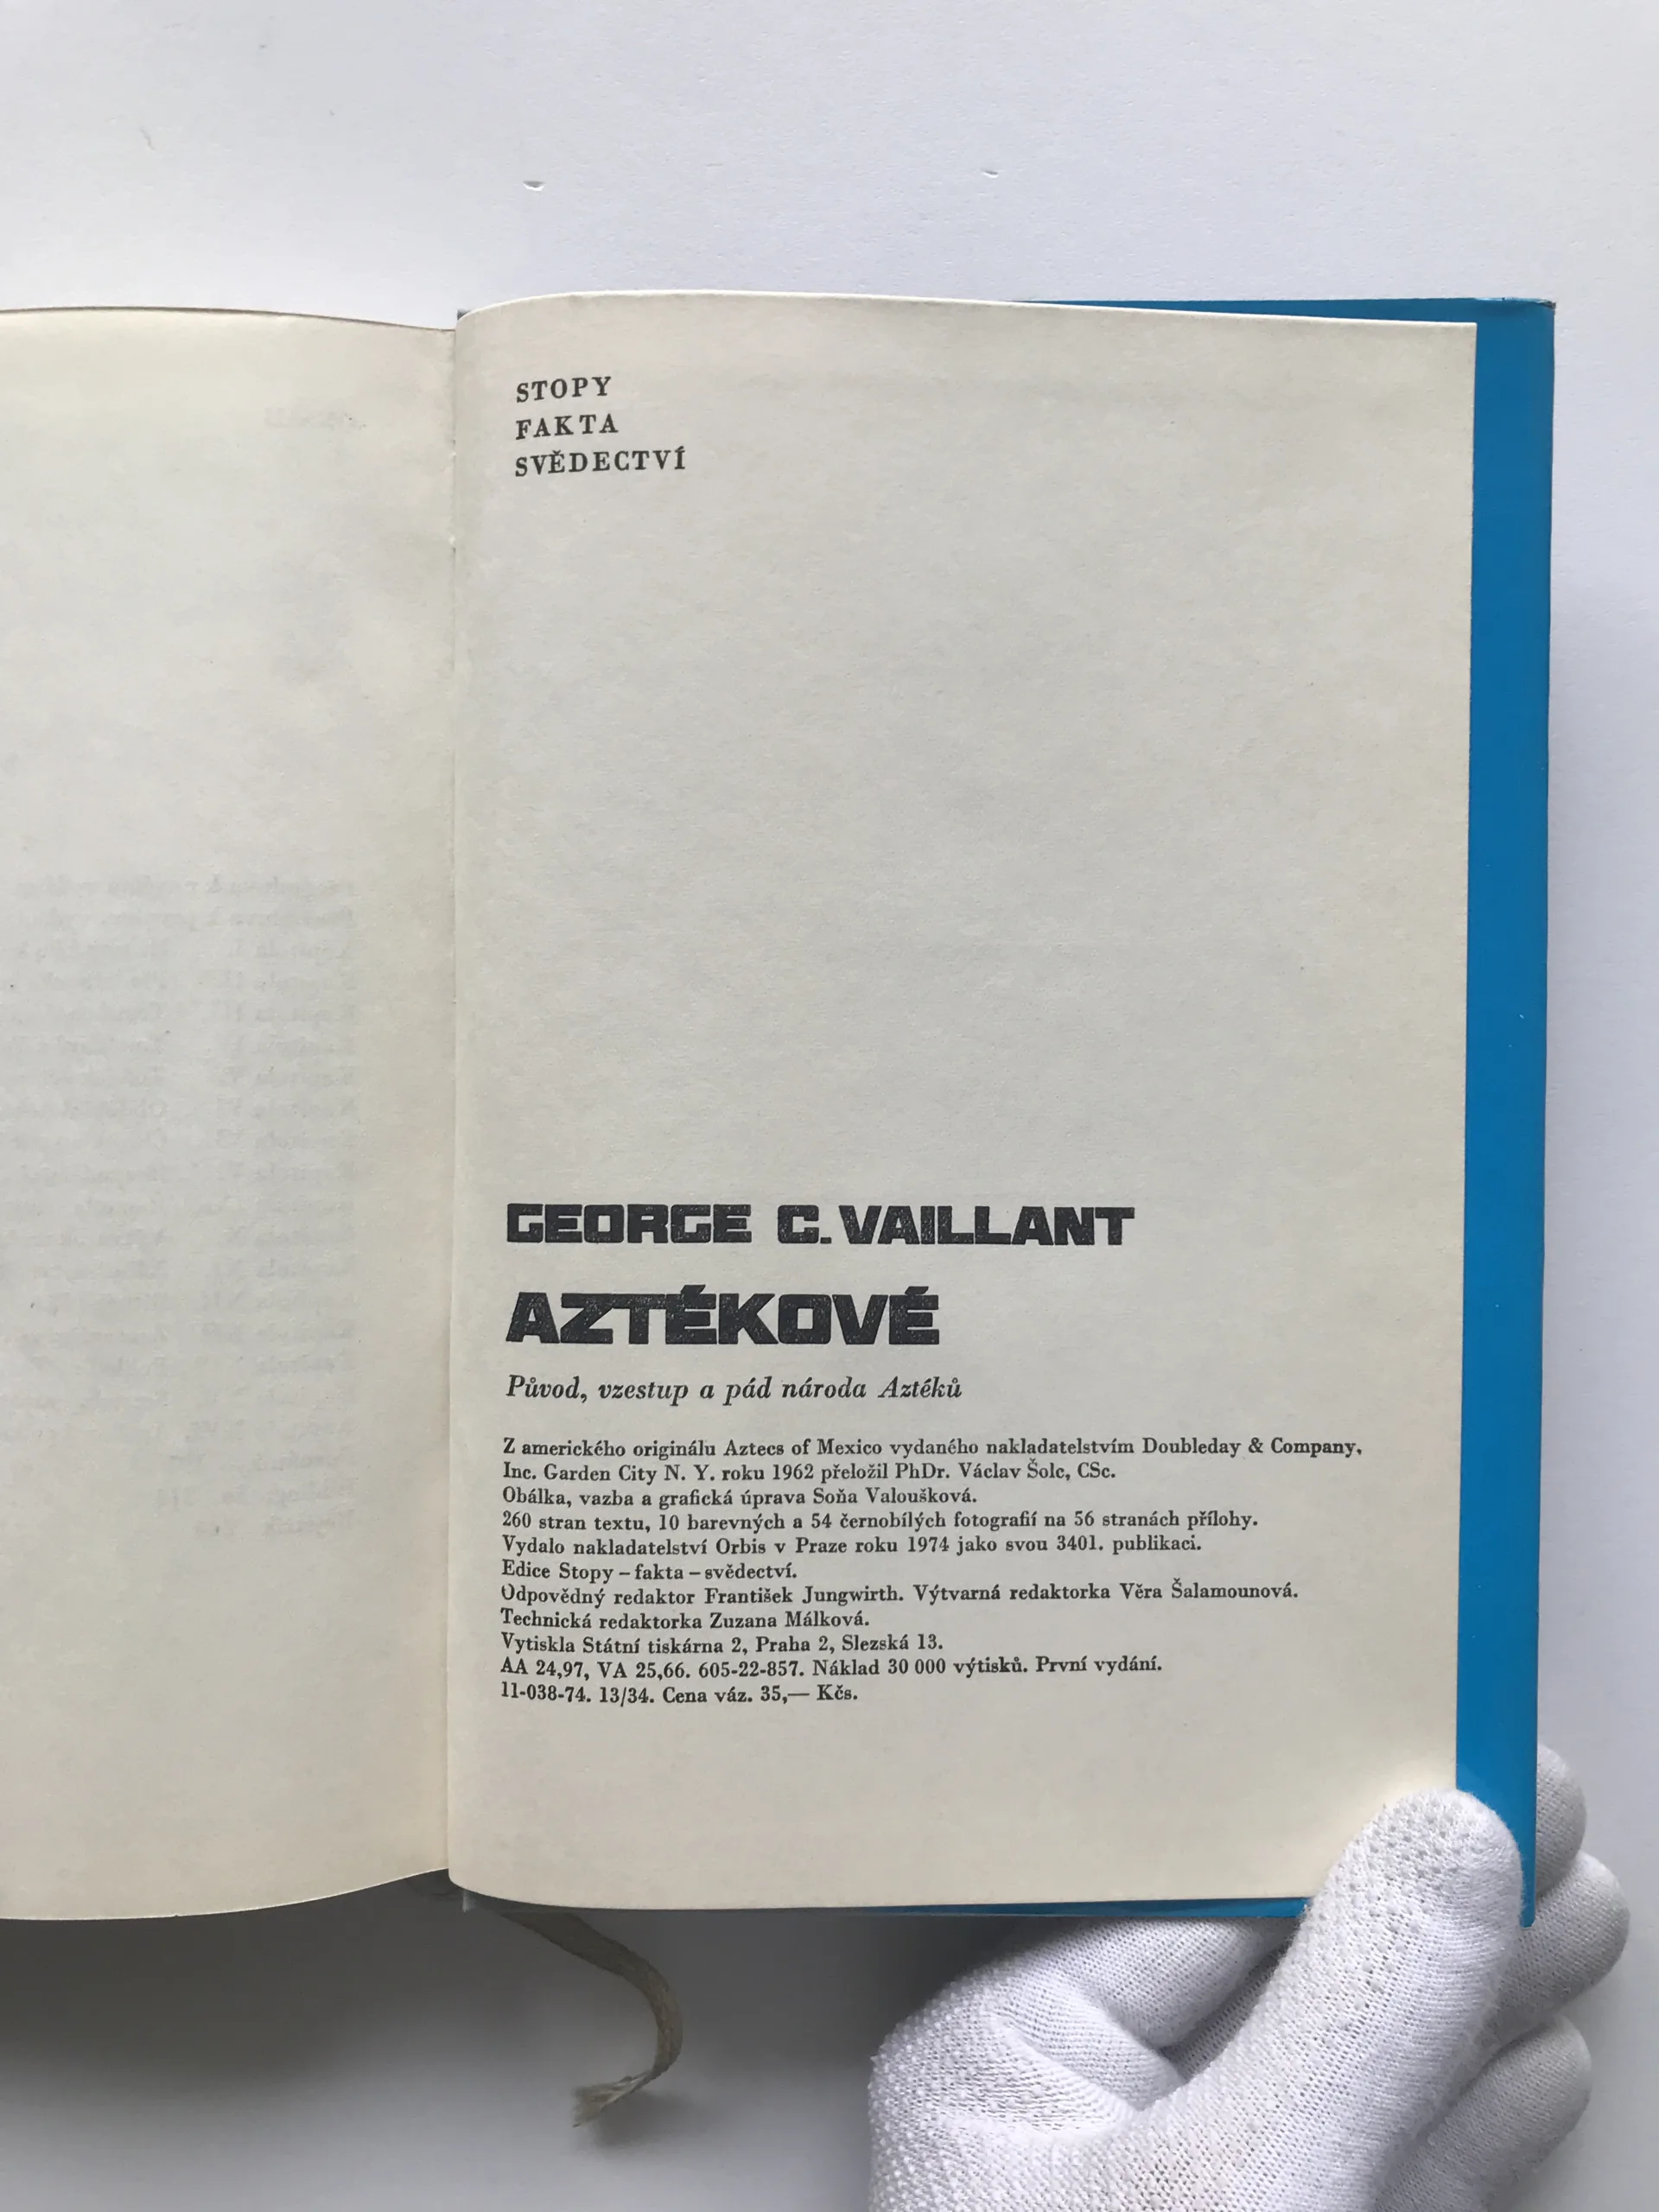 STOPY
FAKTA
SVĚDECTVÍ
GEORGE C. VAILLANT
AZTÉKOVÉ
Původ, vzestup a pád národa Aztéků
Z amerického originálu Aztecs of Mexico vydaného nakladatelstvím Doubleday & Company,
Inc. Garden City N. Y. roku 1962 přeložil PhDr. Václav Šolc, CSc.
Obálka, vazba a grafická úprava Soňa Valoušková.
260 stran textu, 10 barevných a 54 černobílých fotografií na 56 stranách přílohy.
Vydalo nakladatelství Orbis v Praze roku 1974 jako svou 3401. publikaci.
Edice Stopy – fakta – svědectví.
Odpovědný redaktor František Jungwirth. Výtvarná redaktorka Věra Šalamounová.
Technická redaktorka Zuzana Málková.
Vytiskla Státní tiskárna 2, Praha 2, Slezská 13.
AA 24,97, VA 25,66. 605-22-857. Náklad 30 000 výtisků. První vydání.
11-038-74. 13/34. Cena váz. 35,— Kčs.